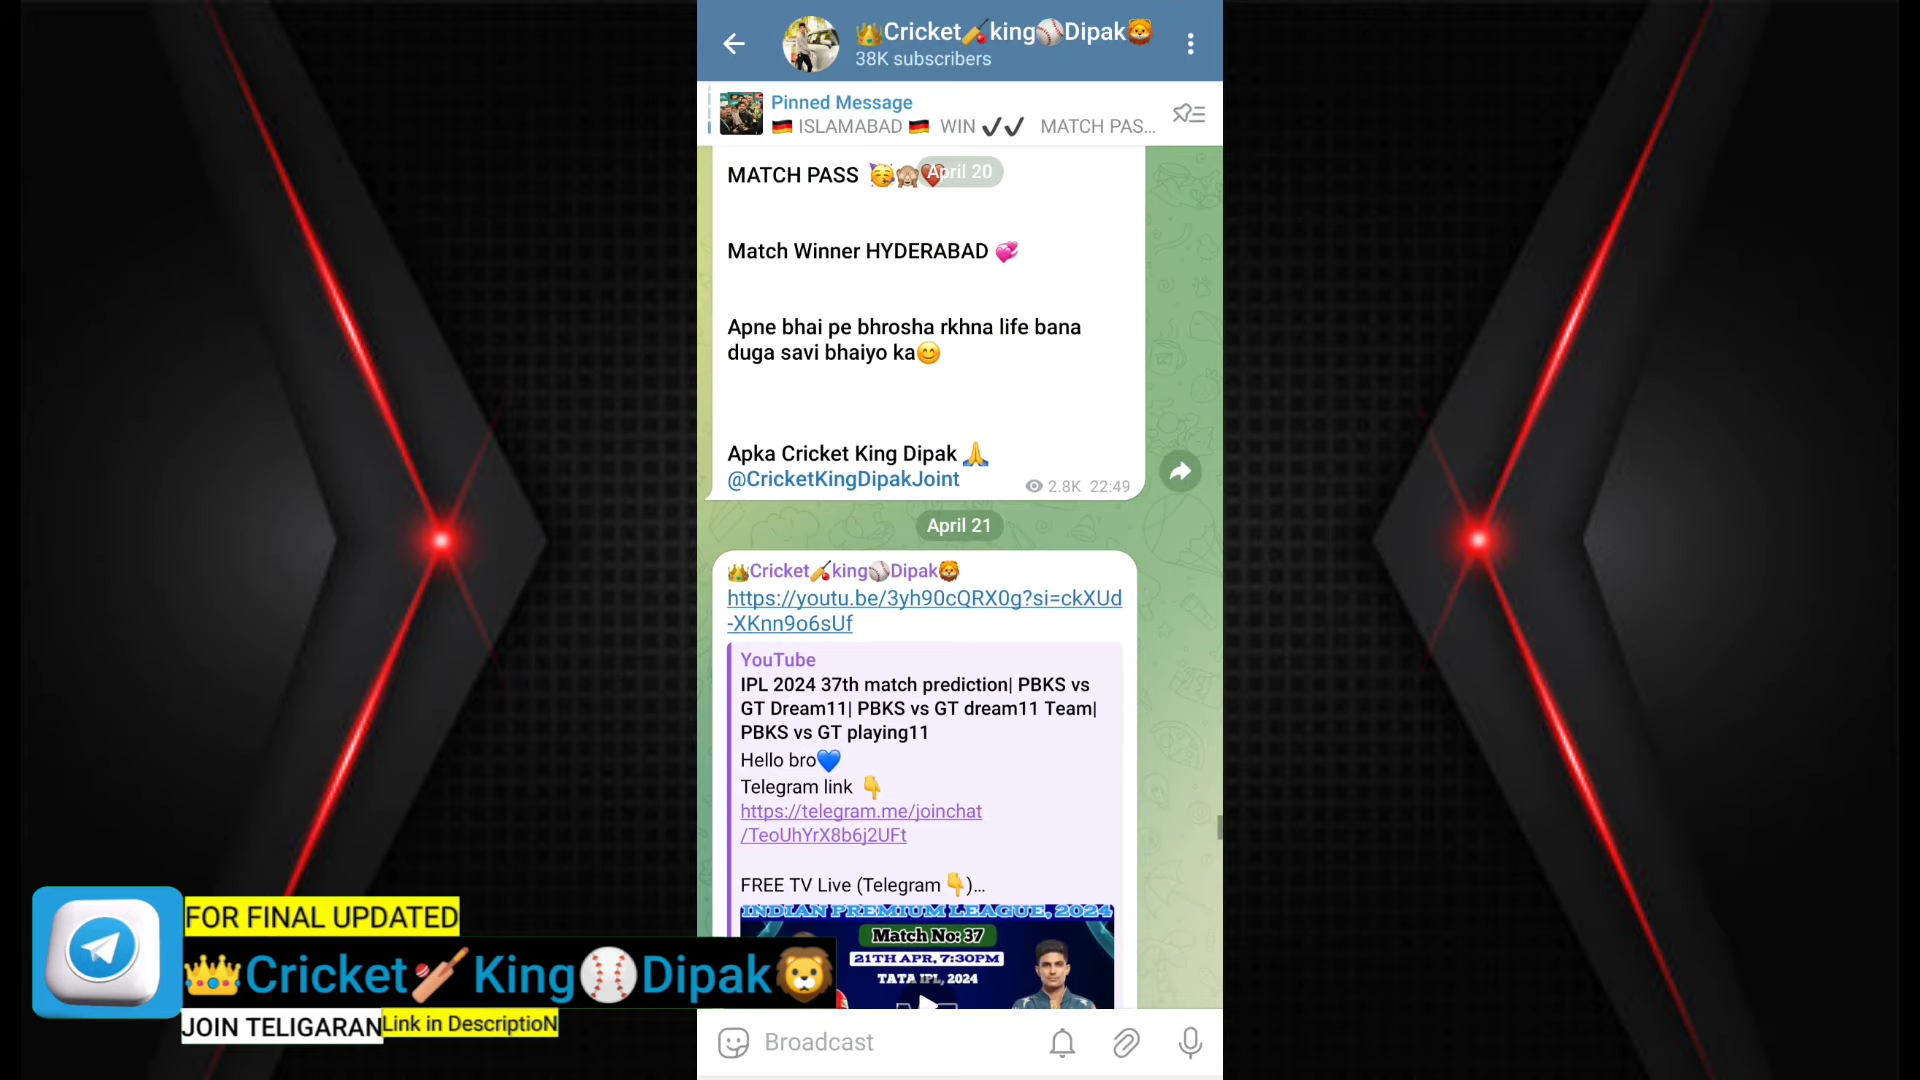 👑Cricket🏏king⚾Dipak🦁
38K subscribers
Pinned Message
🇩🇪 ISLAMABAD 🇩🇪 WIN ✔✔ MATCH PAS...
April 20
MATCH PASS 🥳🙈❤
Match Winner HYDERABAD 💞
Apne bhai pe bhrosha rkhna life bana
duga savi bhaiyo ka😊
Apka Cricket King Dipak 🙏
@CricketKingDipakJoint
2.8K 22:49
April 21
👑Cricket🏏king⚾Dipak🦁
https://youtu.be/3yh90cQRX0g?si=ckXUd
-XKnn9o6sUf
YouTube
IPL 2024 37th match prediction| PBKS vs
GT Dream11| PBKS vs GT dream11 Team|
PBKS vs GT playing11
Hello bro💙
Telegram link 👇
https://telegram.me/joinchat
/TeoUhYrX8b6j2UFt
FREE TV Live (Telegram 👇)...
INDIAN PREMIUM LEAGUE, 2024
Match No: 37
21TH APR, 7:30PM
TATA IPL, 2024
Broadcast
FOR FINAL UPDATED
👑Cricket🏏King⚾Dipak🦁
JOIN TELIGARAN
Link in DescriptioN